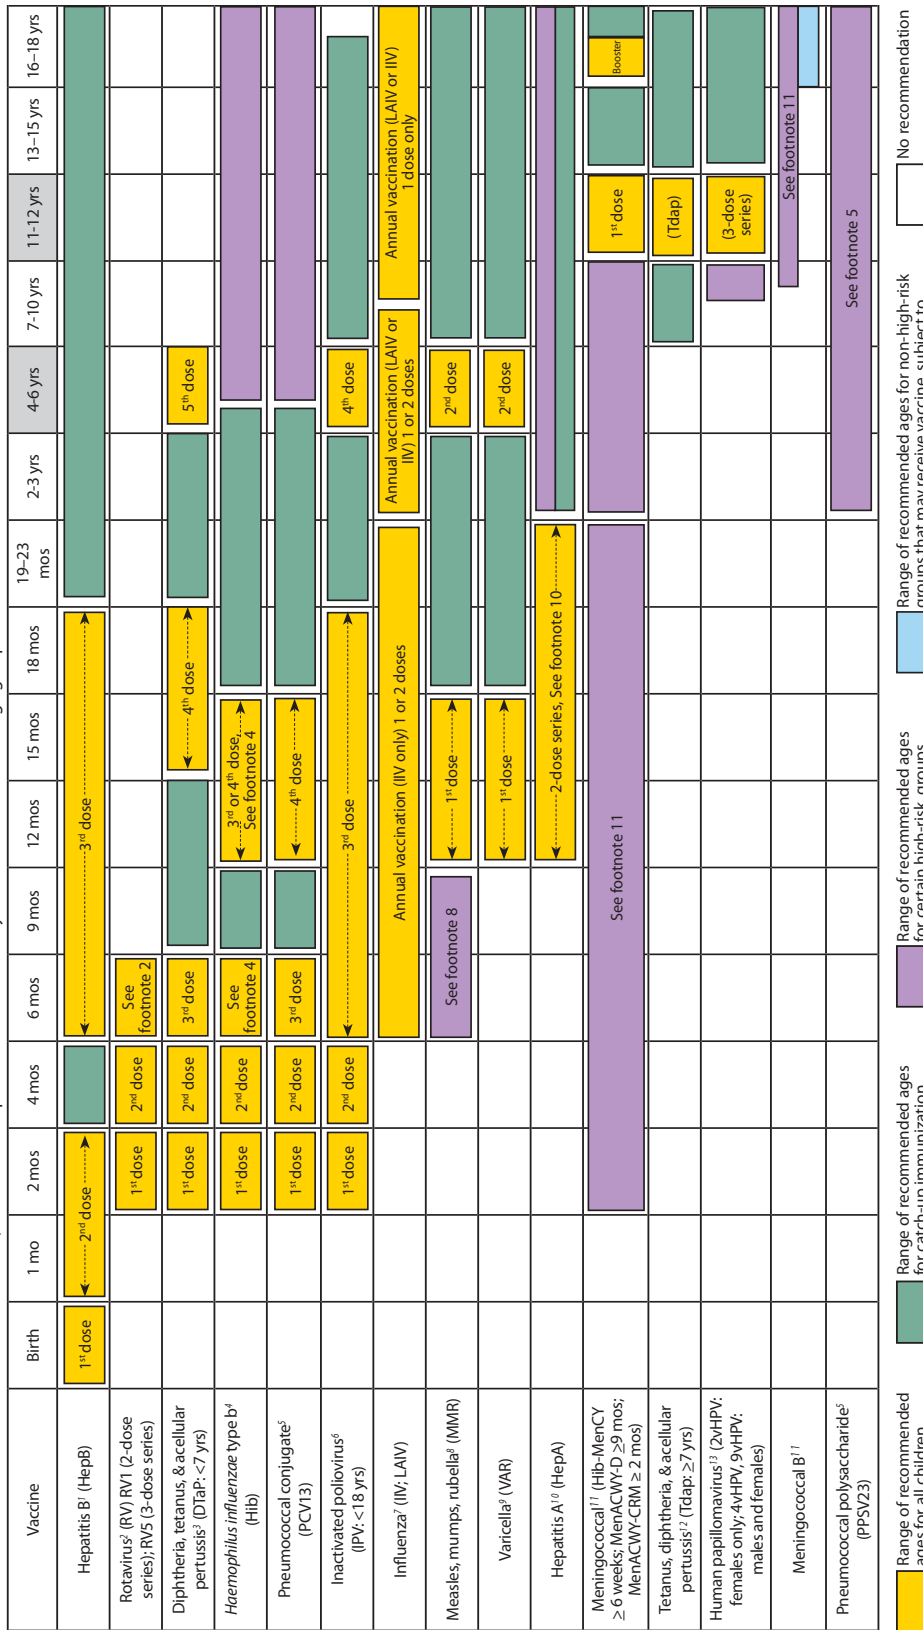 Vaccine
Birth
1 mo
2 mos
4 mos
6 mos
9 mos
12 mos
15 mos
18 mos
19–23
mos
2-3 yrs
4-6 yrs
7-10 yrs
11-12 yrs
13–15 yrs
16–18 yrs
Hepatitis B1 (HepB)
1st dose
2nd dose
3rd dose
Rotavirus2 (RV) RV1 (2-dose
series); RV5 (3-dose series)
1st dose
2nd dose
See
footnote 2
Diphtheria, tetanus, & acellular
pertussis3 (DTaP: <7 yrs)
1st dose
2nd dose
3rd dose
4th dose
5th dose
Haemophilus influenzae type b4
(Hib)
1st dose
2nd dose
See
footnote 4
3rd or 4th dose,
See footnote 4
Pneumococcal conjugate5
(PCV13)
1st dose
2nd dose
3rd dose
4th dose
Inactivated poliovirus6
(IPV: <18 yrs)
1st dose
2nd dose
3rd dose
4th dose
Influenza7 (IIV; LAIV)
Annual vaccination (IIV only) 1 or 2 doses
Annual vaccination (LAIV or
IIV) 1 or 2 doses
Annual vaccination (LAIV or IIV)
1 dose only
Measles, mumps, rubella8 (MMR)
See footnote 8
1st dose
2nd dose
Varicella9 (VAR)
1st dose
2nd dose
Hepatitis A10 (HepA)
2-dose series, See footnote 10
Meningococcal11 (Hib-MenCY
≥ 6 weeks; MenACWY-D ≥9 mos;
MenACWY-CRM ≥ 2 mos)
See footnote 11
1st dose
Booster
Tetanus, diphtheria, & acellular
pertussis12 (Tdap: ≥7 yrs)
(Tdap)
Human papillomavirus13 (2vHPV:
females only; 4vHPV, 9vHPV:
males and females)
(3-dose
series)
Meningococcal B11
See footnote 11
Pneumococcal polysaccharide5
(PPSV23)
See footnote 5
Range of recommended
ages for all children
Range of recommended ages
for catch-up immunization
Range of recommended ages
for certain high-risk groups
Range of recommended ages for non-high-risk
groups that may receive vaccine, subject to
No recommendation